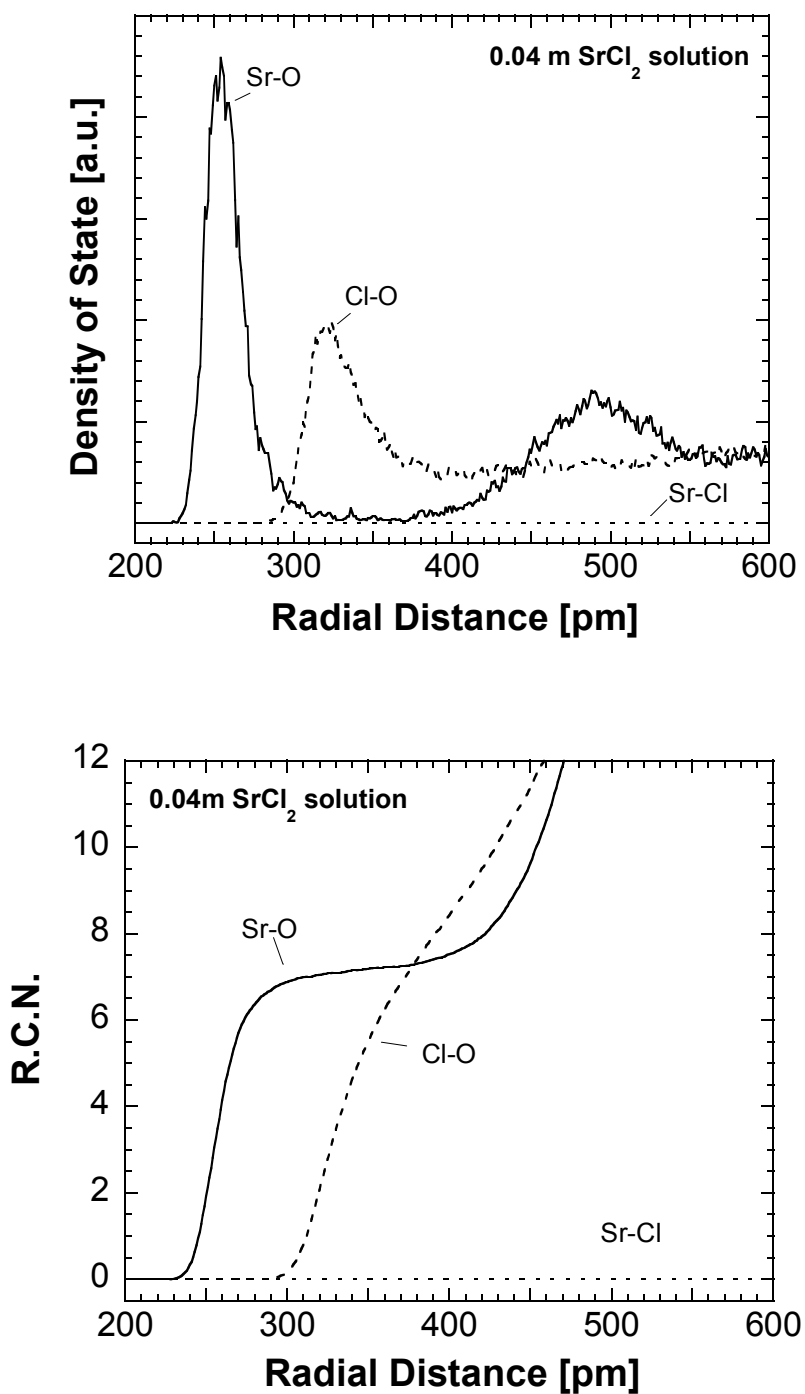 0.04 m SrCl₂ solution
Sr-O
Cl-O
Sr-Cl
Density of State [a.u.]
200 300 400 500 600
Radial Distance [pm]
12
10
8
6
4
2
0
0.04m SrCl₂ solution
Sr-O
Cl-O
Sr-Cl
R.C.N.
200 300 400 500 600
Radial Distance [pm]